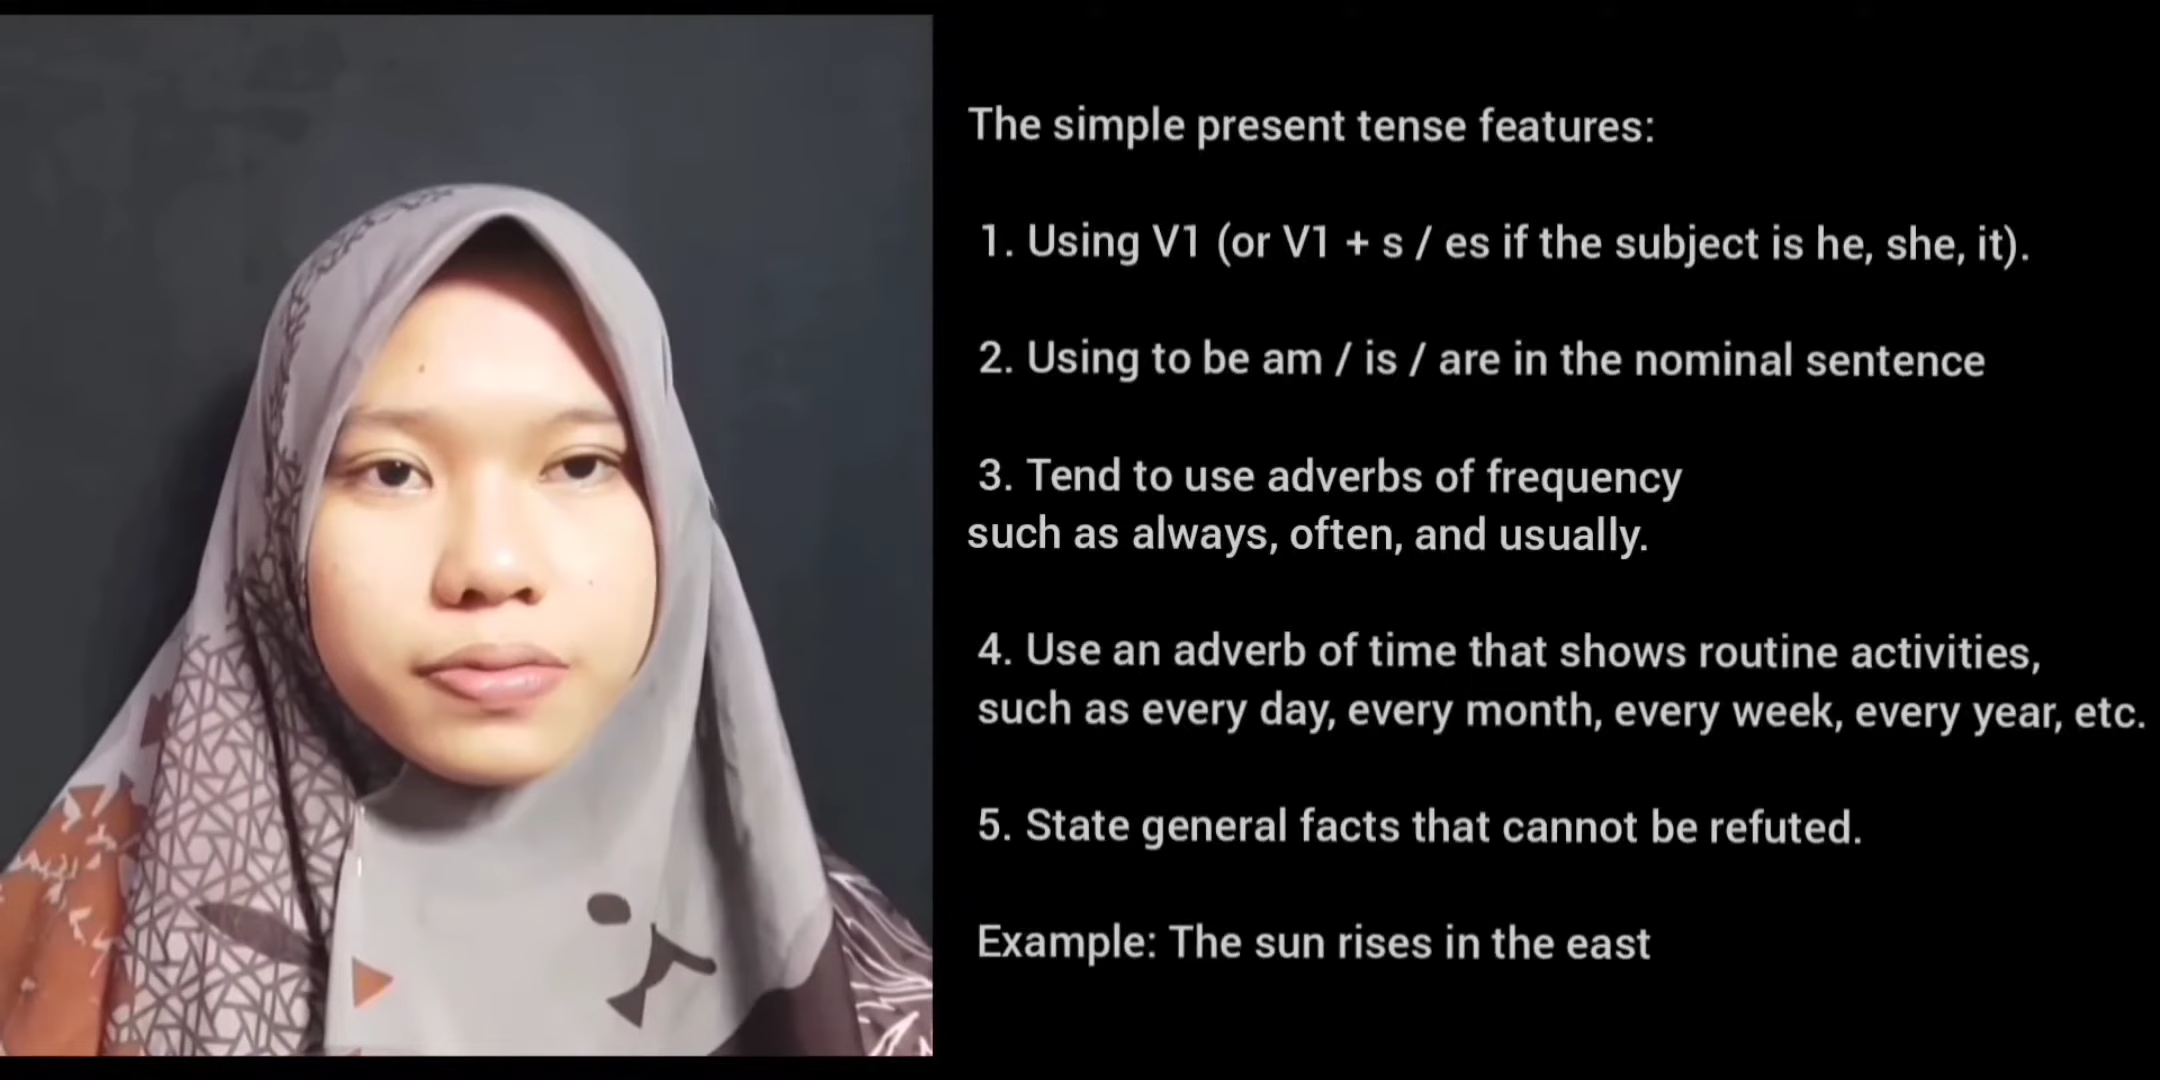 The simple present tense features:
1. Using V1 (or V1 + s / es if the subject is he, she, it).
2. Using to be am / is / are in the nominal sentence
3. Tend to use adverbs of frequency
such as always, often, and usually.
4. Use an adverb of time that shows routine activities,
such as every day, every month, every week, every year, etc.
5. State general facts that cannot be refuted.
Example: The sun rises in the east